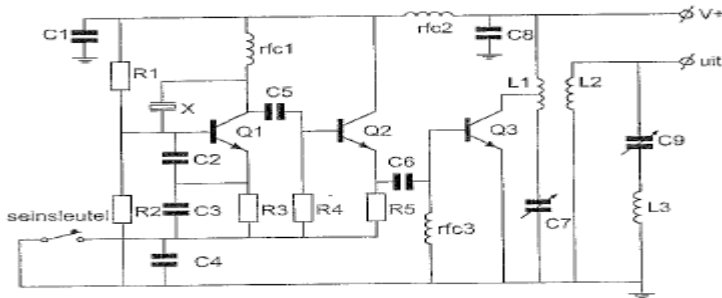 C1
rfc2
C8
V+
uit
R1
rfc1
X
C5
Q1
Q2
L1
L2
Q3
C9
C2
C6
R2
C3
R3
R4
R5
rfc3
C7
L3
seinsleutel
C4